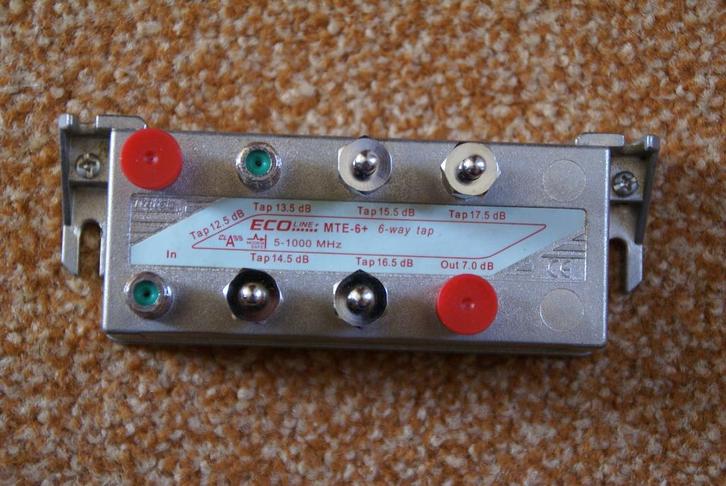 Tap 12.5 dB
Tap 13.5 dB
Tap 15.5 dB
Tap 17.5 dB
ECO LINE+ MTE-6+ 6-way tap
A
5-1000 MHz
In
Tap 14.5 dB
Tap 16.5 dB
Out 7.0 dB
CE